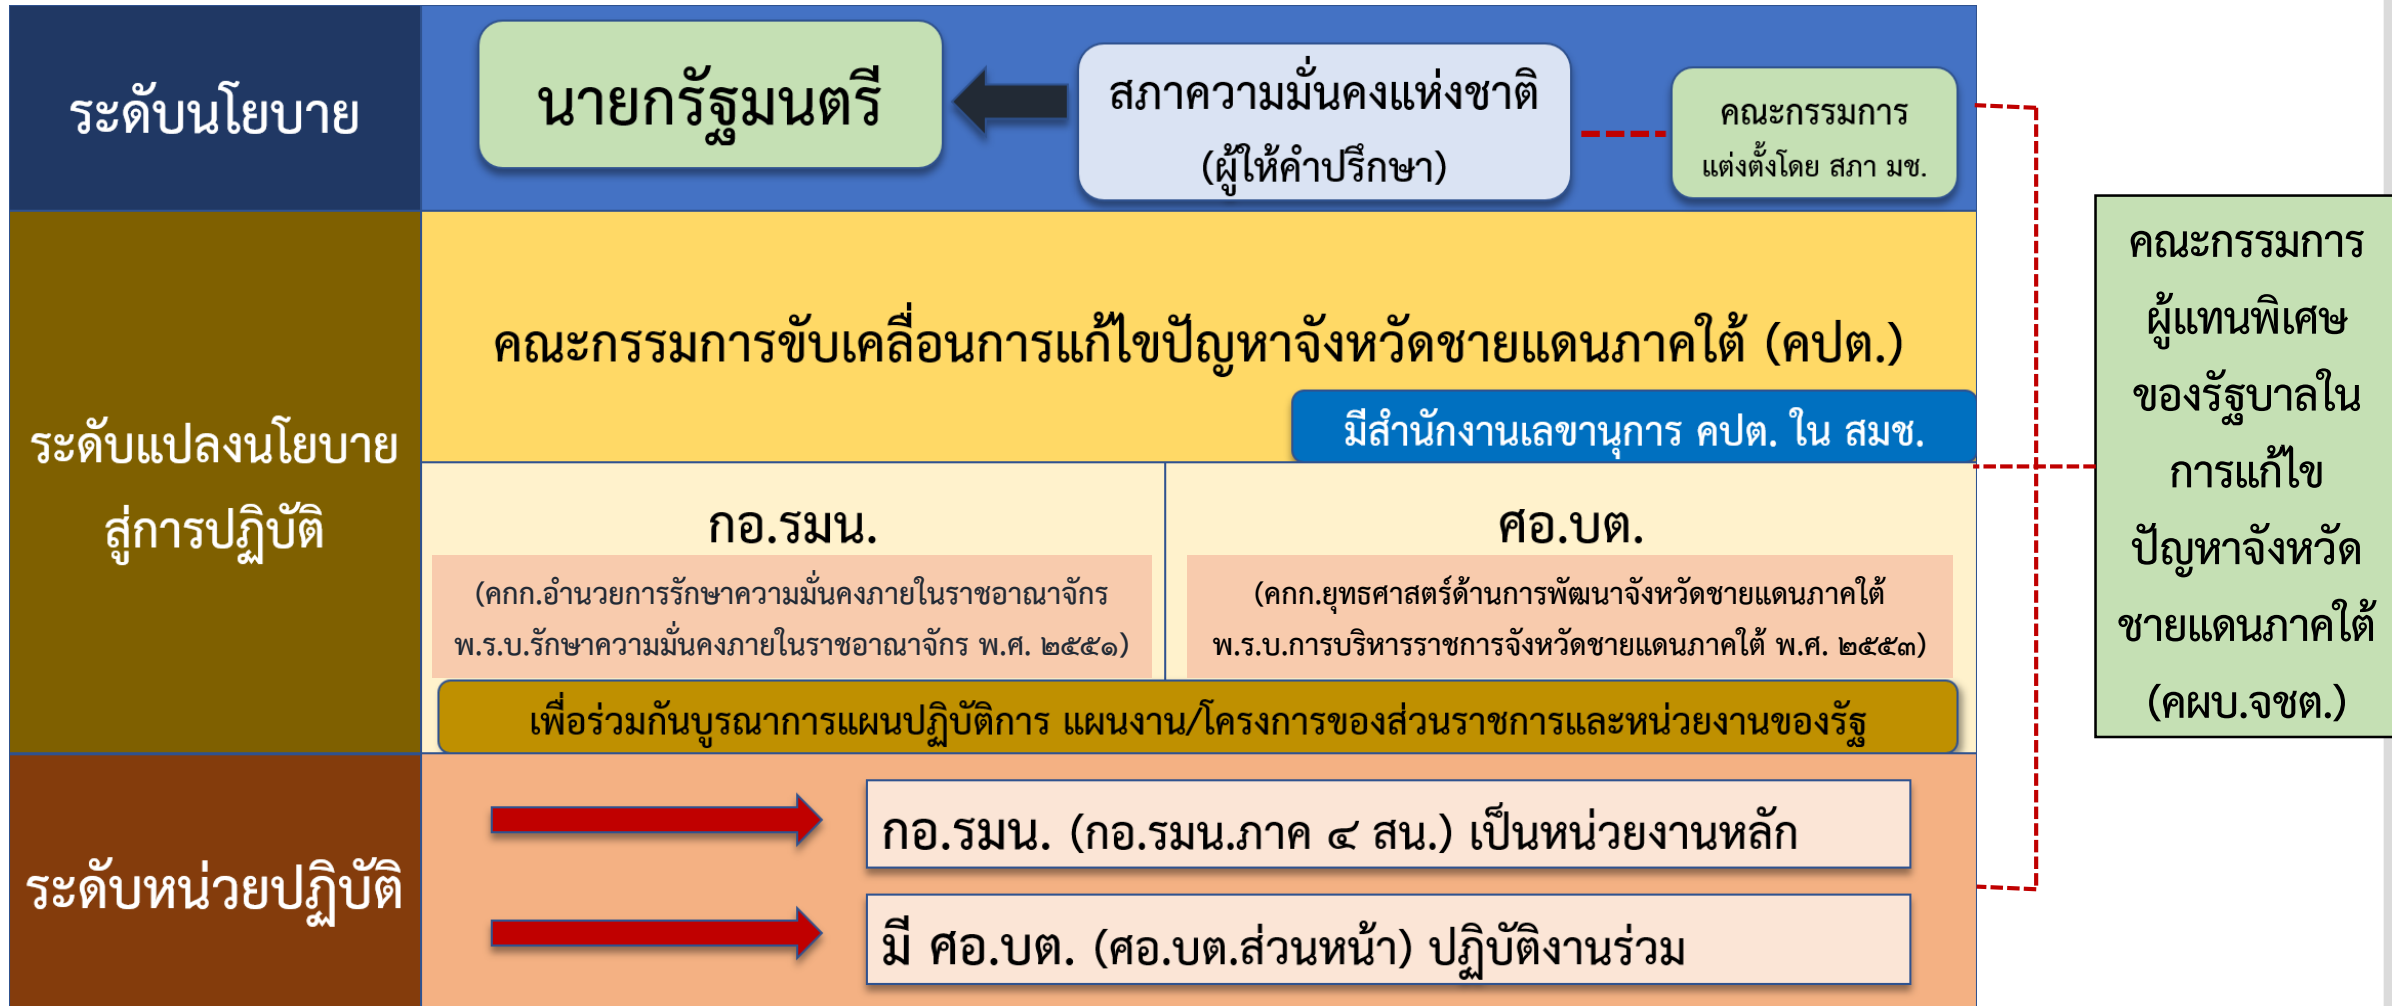 ระดับนโยบาย
นายกรัฐมนตรี
สภาความมั่นคงแห่งชาติ
(ผู้ให้คำปรึกษา)
คณะกรรมการ
แต่งตั้งโดย สภา มช.
ระดับแปลงนโยบาย
สู่การปฏิบัติ
คณะกรรมการขับเคลื่อนการแก้ไขปัญหาจังหวัดชายแดนภาคใต้ (คปต.)
มีสำนักงานเลขานุการ คปต. ใน สมช.
กอ.รมน.
(คกก.อำนวยการรักษาความมั่นคงภายในราชอาณาจักร
พ.ร.บ.รักษาความมั่นคงภายในราชอาณาจักร พ.ศ. ๒๕๕๑)
ศอ.บต.
(คกก.ยุทธศาสตร์ด้านการพัฒนาจังหวัดชายแดนภาคใต้
พ.ร.บ.การบริหารราชการจังหวัดชายแดนภาคใต้ พ.ศ. ๒๕๕๓)
เพื่อร่วมกันบูรณาการแผนปฏิบัติการ แผนงาน/โครงการของส่วนราชการและหน่วยงานของรัฐ
ระดับหน่วยปฏิบัติ
กอ.รมน. (กอ.รมน.ภาค ๔ สน.) เป็นหน่วยงานหลัก
มี ศอ.บต. (ศอ.บต.ส่วนหน้า) ปฏิบัติงานร่วม
คณะกรรมการ
ผู้แทนพิเศษ
ของรัฐบาลใน
การแก้ไข
ปัญหาจังหวัด
ชายแดนภาคใต้
(คผบ.จชต.)